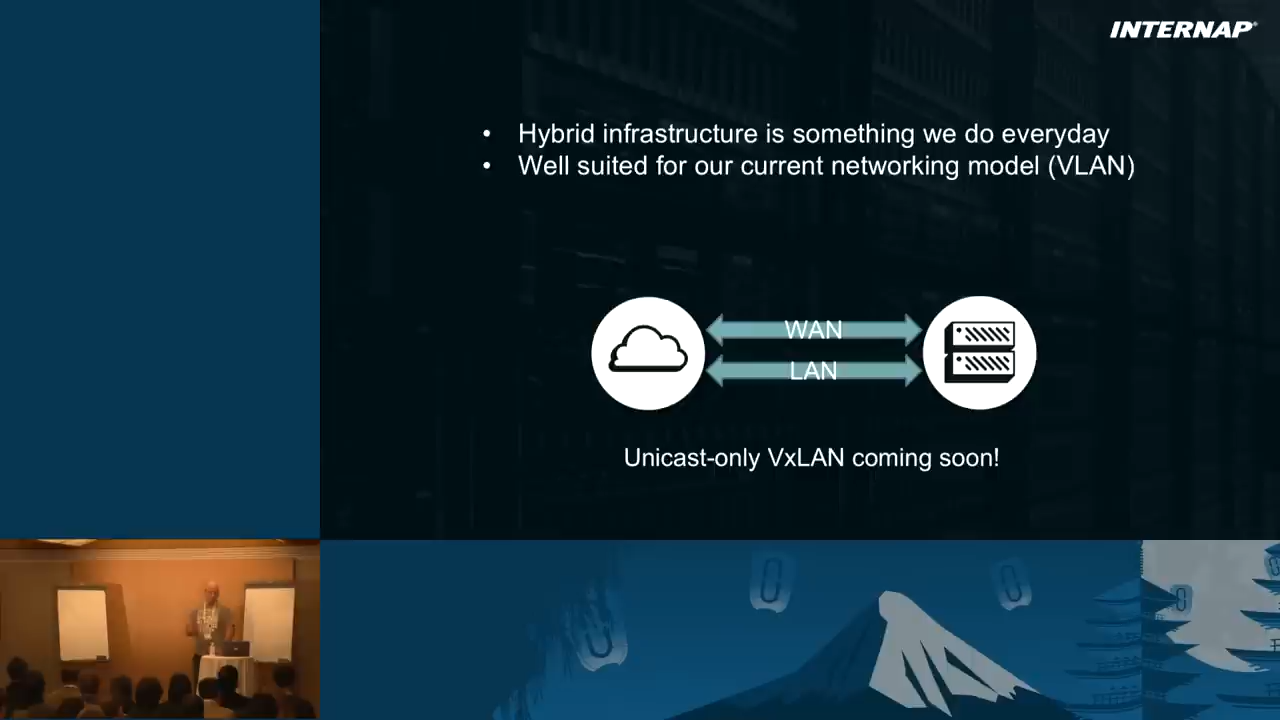 INTERNAP
• Hybrid infrastructure is something we do everyday
• Well suited for our current networking model (VLAN)
WAN
LAN
Unicast-only VxLAN coming soon!